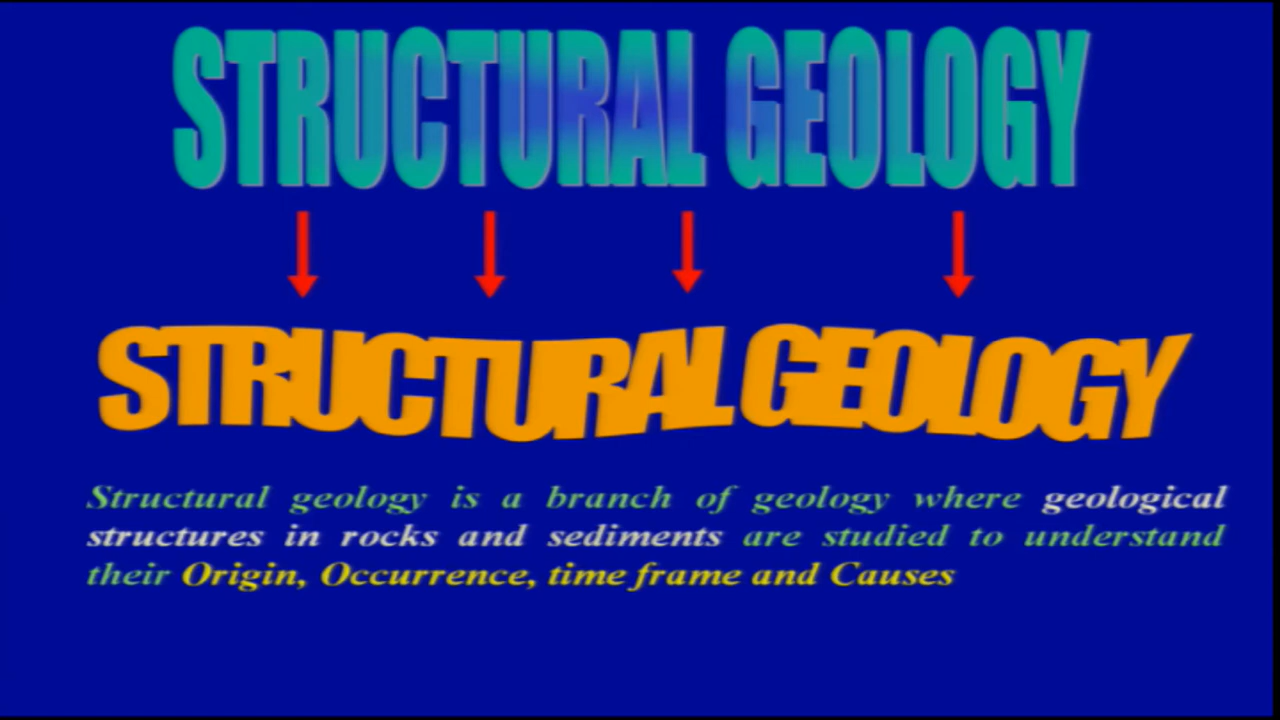 STRUCTURAL GEOLOGY
STRUCTURAL GEOLOGY
Structural geology is a branch of geology where geological
structures in rocks and sediments are studied to understand
their Origin, Occurrence, time frame and Causes